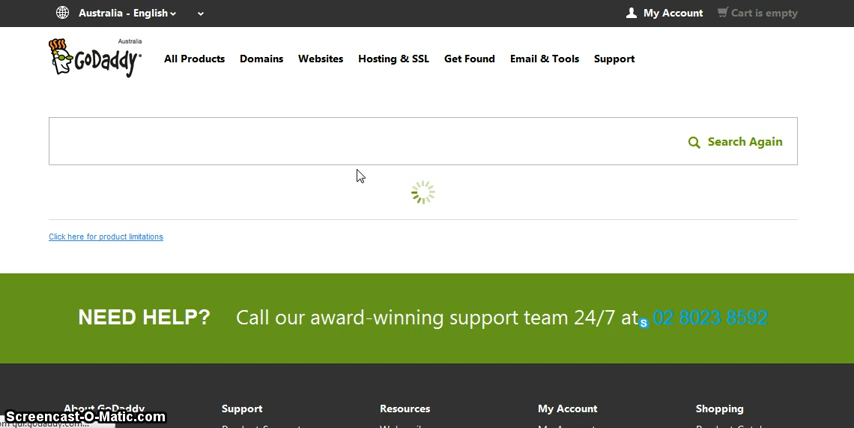 Australia - English
My Account
Cart is empty
Australia
GoDaddy
All Products
Domains
Websites
Hosting & SSL
Get Found
Email & Tools
Support
Search Again
Click here for product limitations
NEED HELP?
Call our award-winning support team 24/7 at
S
02 8023 8592
About GoDaddy
Support
Resources
My Account
Shopping
Screencast-O-Matic.com